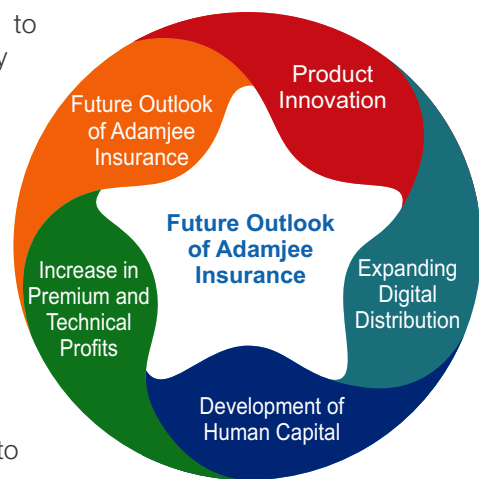 to
y
Product
Innovation
Future Outlook
of Adamjee
Insurance
Future Outlook
of Adamjee
Insurance
Expanding
Digital
Distribution
Increase in
Premium and
Technical
Profits
Development of
Human Capital
to